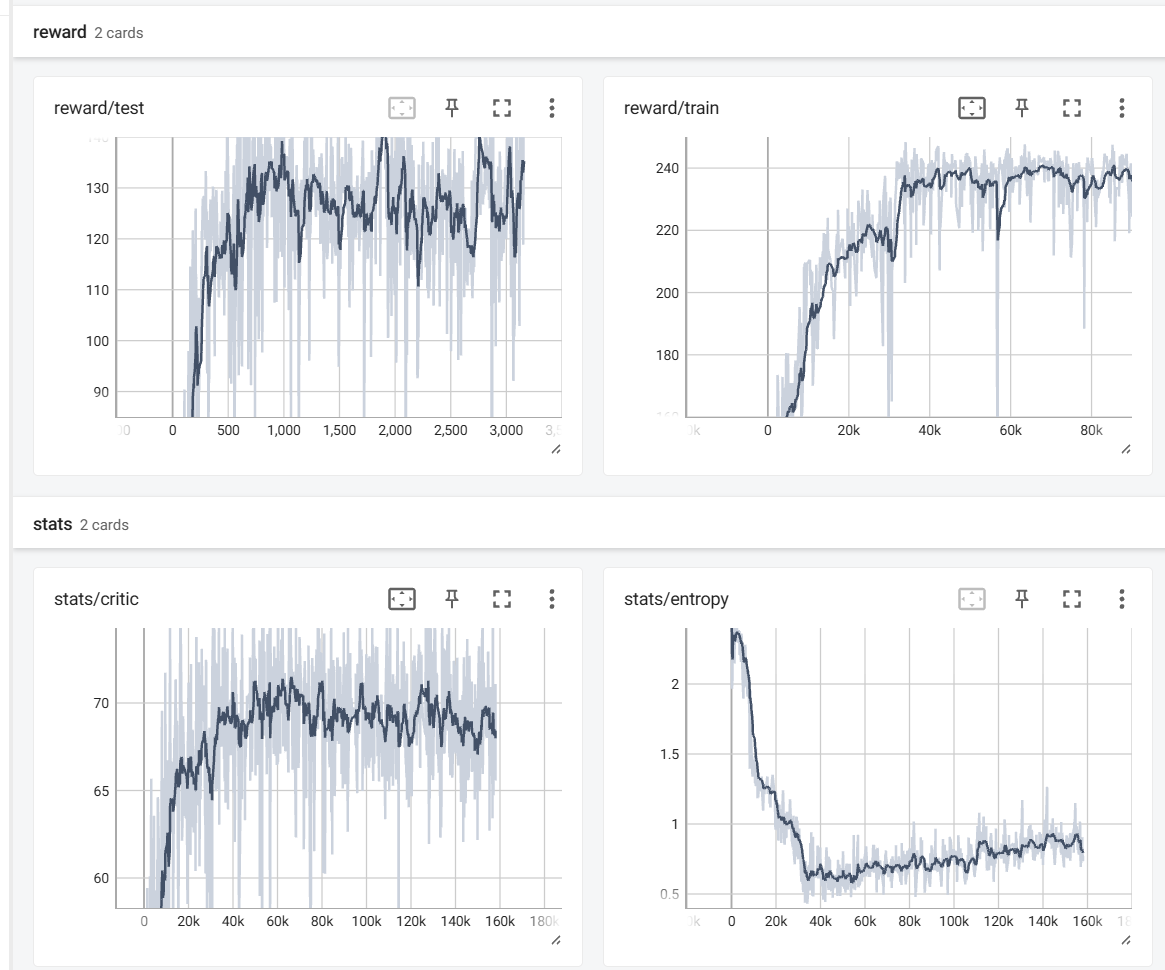 reward 2 cards
reward/test
140
130
120
110
100
90
0 500 1,000 1,500 2,000 2,500 3,000
reward/train
240
220
200
180
160
0 20k 40k 60k 80k
stats 2 cards
stats/critic
70
65
60
0 20k 40k 60k 80k 100k 120k 140k 160k 180k
stats/entropy
2
1.5
1
0.5
0 20k 40k 60k 80k 100k 120k 140k 160k